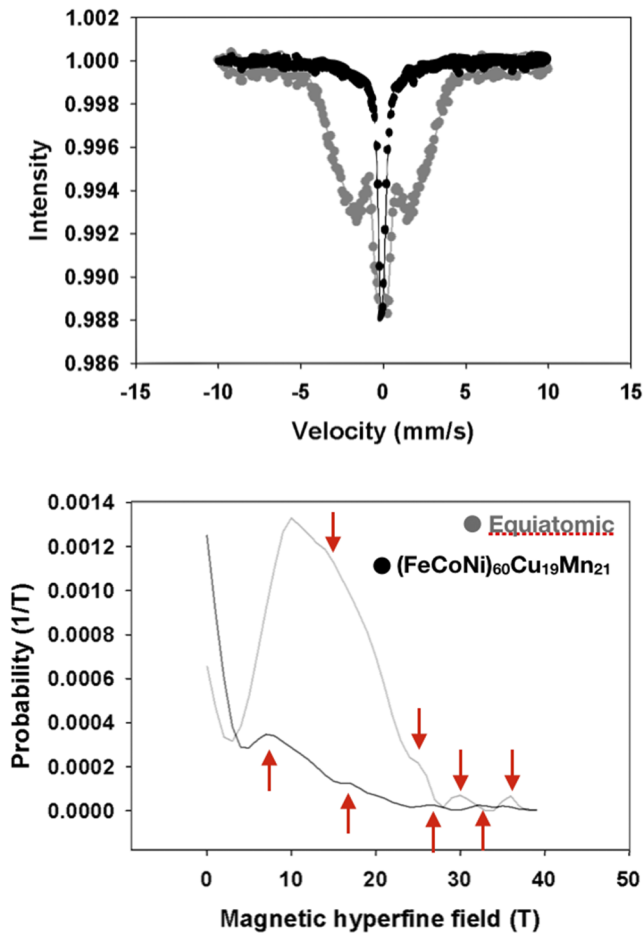 1.002
1.000
0.998
0.996
0.994
0.992
0.990
0.988
0.986
Intensity
-15 -10 -5 0 5 10 15
Velocity (mm/s)
0.0014
0.0012
0.0010
0.0008
0.0006
0.0004
0.0002
0.0000
Probability (1/T)
Equiatomic
(FeCoNi)₆₀Cu₁₉Mn₂₁
0 10 20 30 40 50
Magnetic hyperfine field (T)